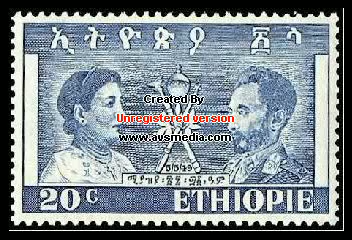 ኢትዮጵያ ፳ ሳ
Created By
Unregistered version
www.avsmedia.com
20c ETHIOPIE